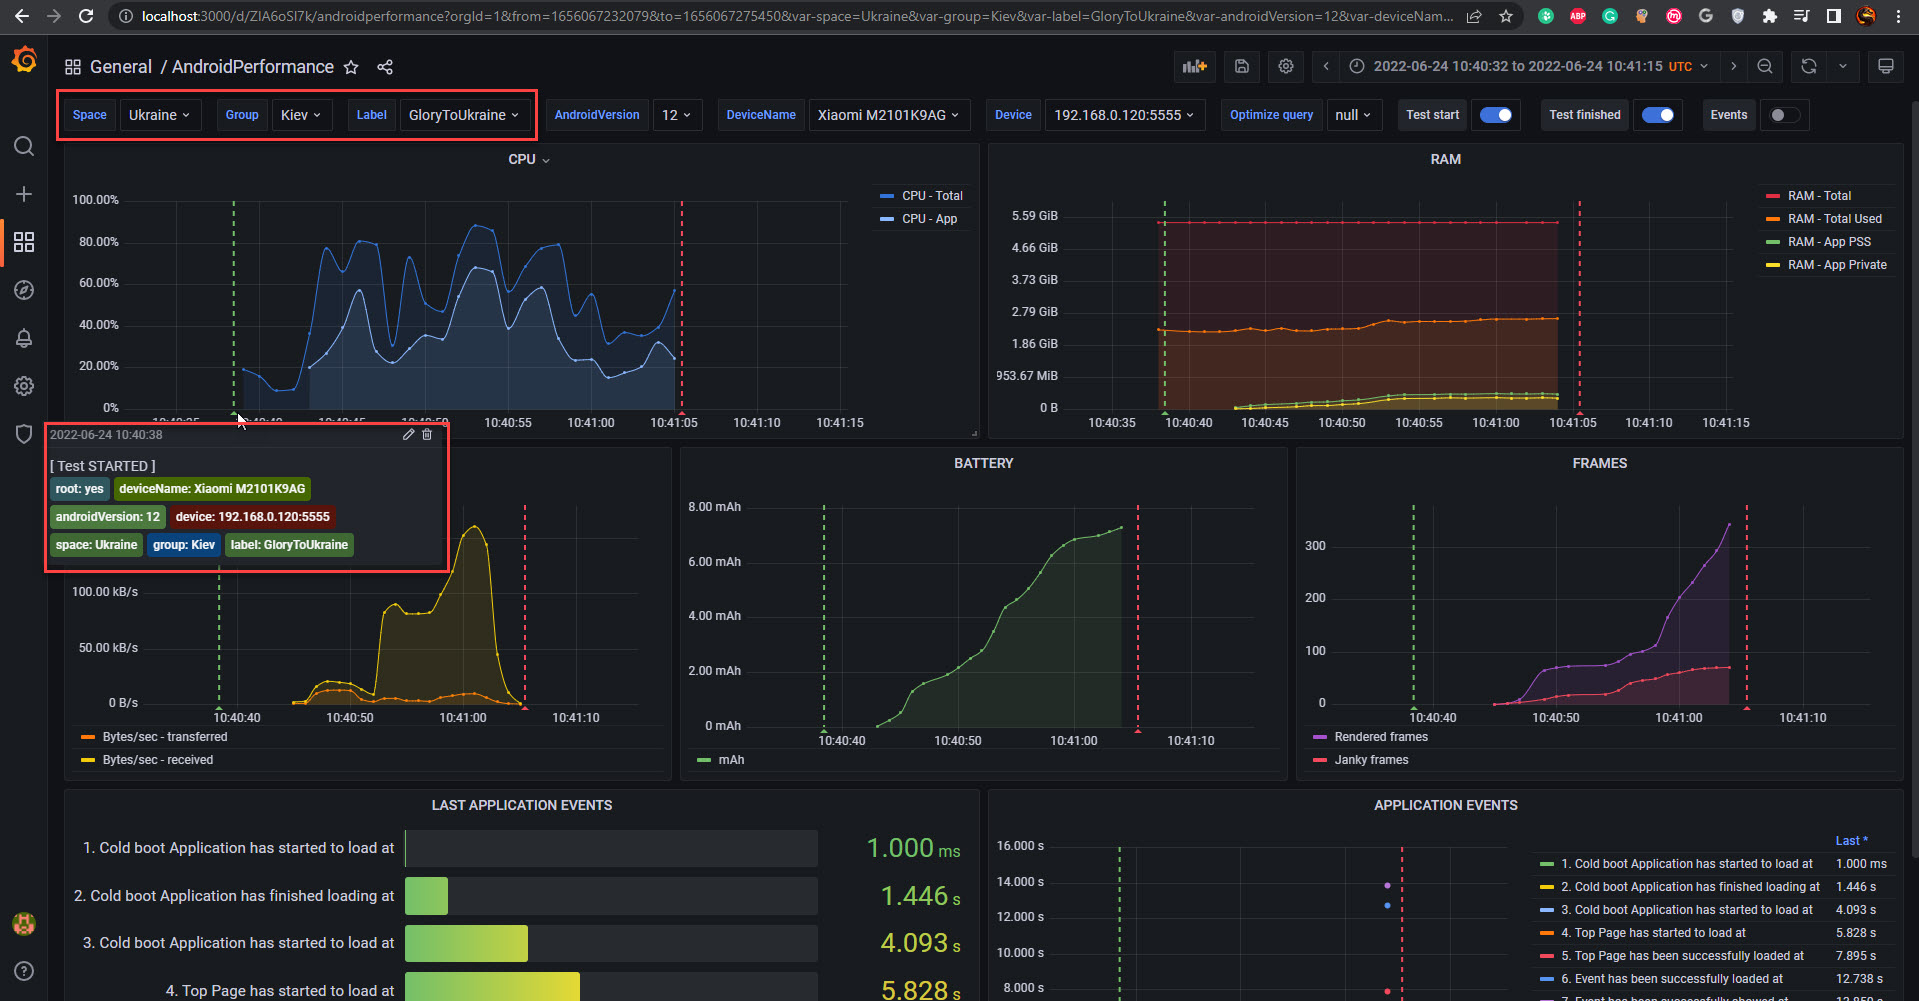 localhost:3000/d/ZIA6oSI7k/androidperformance?orgId=1&from=1656067232079&to=1656067275450&var-space=Ukraine&var-group=Kiev&var-label=GloryToUkraine&var-androidVersion=12&var-deviceNam...
General / AndroidPerformance
2022-06-24 10:40:32 to 2022-06-24 10:41:15 UTC
Space Ukraine Group Kiev Label GloryToUkraine AndroidVersion 12 DeviceName Xiaomi M2101K9AG Device 192.168.0.120:5555 Optimize query null Test start Test finished Events
CPU
100.00%
80.00%
60.00%
40.00%
20.00%
0%
10:40:55 10:41:00 10:41:05 10:41:10 10:41:15
CPU - Total
CPU - App
RAM
5.59 GiB
4.66 GiB
3.73 GiB
2.79 GiB
1.86 GiB
953.67 MiB
0 B
10:40:35 10:40:40 10:40:45 10:40:50 10:40:55 10:41:00 10:41:05 10:41:10 10:41:15
RAM - Total
RAM - Total Used
RAM - App PSS
RAM - App Private
2022-06-24 10:40:38
[ Test STARTED ]
root: yes deviceName: Xiaomi M2101K9AG
androidVersion: 12 device: 192.168.0.120:5555
space: Ukraine group: Kiev label: GloryToUkraine
100.00 kB/s
50.00 kB/s
0 B/s
10:40:40 10:40:50 10:41:00 10:41:10
Bytes/sec - transferred
Bytes/sec - received
BATTERY
8.00 mAh
6.00 mAh
4.00 mAh
2.00 mAh
0 mAh
10:40:40 10:40:50 10:41:00 10:41:10
mAh
FRAMES
300
200
100
0
10:40:40 10:40:50 10:41:00 10:41:10
Rendered frames
Janky frames
LAST APPLICATION EVENTS
1. Cold boot Application has started to load at 1.000 ms
2. Cold boot Application has finished loading at 1.446 s
3. Cold boot Application has started to load at 4.093 s
4. Top Page has started to load at 5.828 s
APPLICATION EVENTS
16.000 s
14.000 s
12.000 s
10.000 s
8.000 s
Last *
1. Cold boot Application has started to load at 1.000 ms
2. Cold boot Application has finished loading at 1.446 s
3. Cold boot Application has started to load at 4.093 s
4. Top Page has started to load at 5.828 s
5. Top Page has been successfully loaded at 7.895 s
6. Event has been successfully loaded at 12.738 s